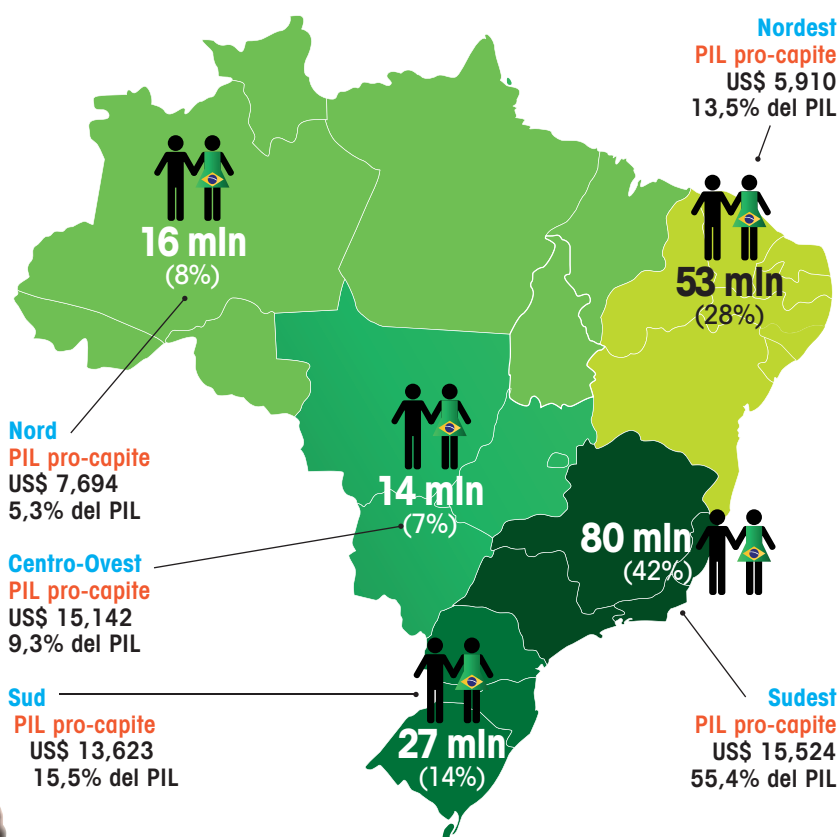 Nordest
PIL pro-capite
US$ 5,910
13,5% del PIL
16 mln
(8%)
53 mln
(28%)
Nord
PIL pro-capite
US$ 7,694
5,3% del PIL
14 mln
(7%)
Centro-Ovest
PIL pro-capite
US$ 15,142
9,3% del PIL
80 mln
(42%)
Sud
PIL pro-capite
US$ 13,623
15,5% del PIL
27 mln
(14%)
Sudest
PIL pro-capite
US$ 15,524
55,4% del PIL